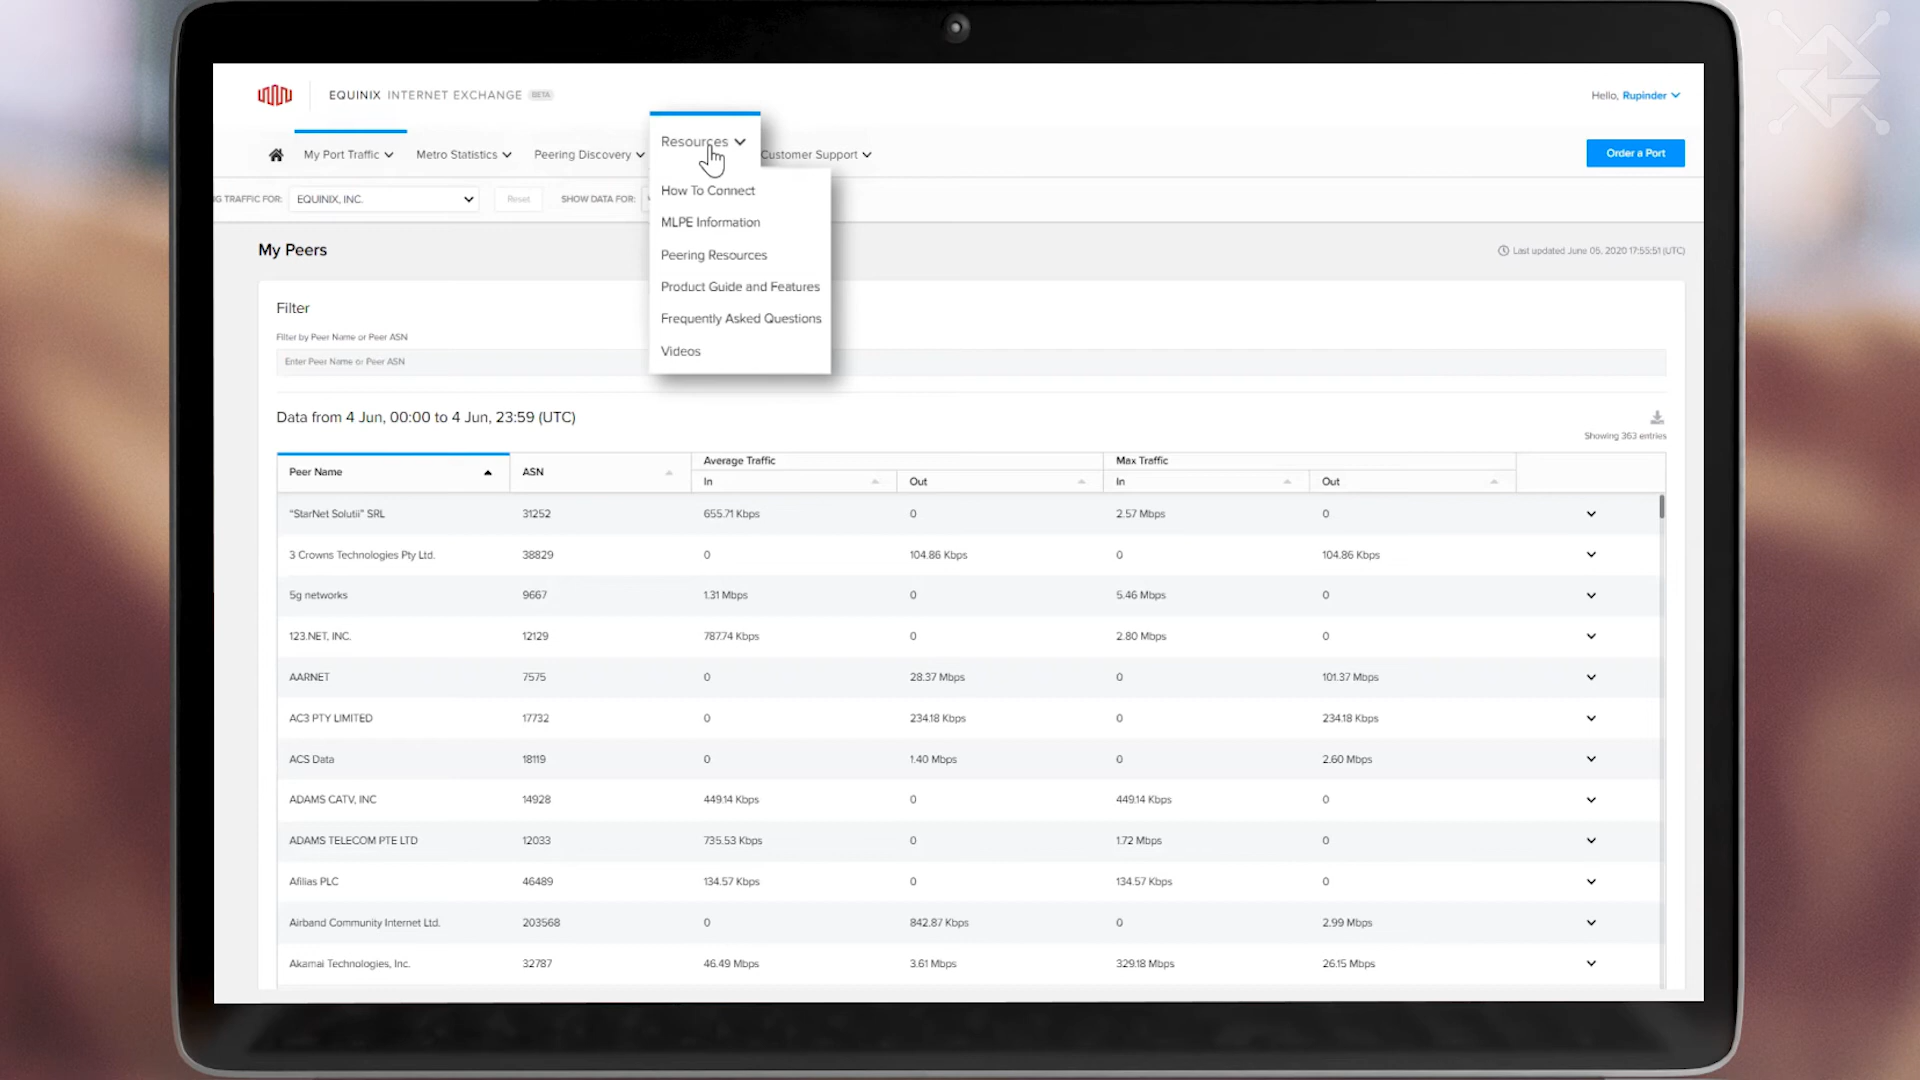 EQUINIX INTERNET EXCHANGE BETA
Hello, Rupinder
My Port Traffic
Metro Statistics
Peering Discovery
Resources
Customer Support
Order a Port
G TRAFFIC FOR: EQUINIX, INC.
Reset
SHOW DATA FOR:
How To Connect
MLPE Information
Peering Resources
Product Guide and Features
Frequently Asked Questions
Videos
My Peers
Last updated June 05, 2020 17:55:51 (UTC)
Filter
Filter by Peer Name or Peer ASN
Enter Peer Name or Peer ASN
Data from 4 Jun, 00:00 to 4 Jun, 23:59 (UTC)
Showing 363 entries
Peer Name ASN Average Traffic Max Traffic
In Out In Out
"StarNet Solutii" SRL 31252 655.71 Kbps 0 2.57 Mbps 0
3 Crowns Technologies Pty Ltd. 38829 0 104.86 Kbps 0 104.86 Kbps
5g networks 9667 1.31 Mbps 0 5.46 Mbps 0
123.NET, INC. 12129 787.74 Kbps 0 2.80 Mbps 0
AARNET 7575 0 28.37 Mbps 0 101.37 Mbps
AC3 PTY LIMITED 17732 0 234.18 Kbps 0 234.18 Kbps
ACS Data 18119 0 1.40 Mbps 0 2.60 Mbps
ADAMS CATV, INC 14928 449.14 Kbps 0 449.14 Kbps 0
ADAMS TELECOM PTE LTD 12033 735.53 Kbps 0 1.72 Mbps 0
Afilias PLC 46489 134.57 Kbps 0 134.57 Kbps 0
Airband Community Internet Ltd. 203568 0 842.87 Kbps 0 2.99 Mbps
Akamai Technologies, Inc. 32787 46.49 Mbps 3.61 Mbps 329.18 Mbps 26.15 Mbps